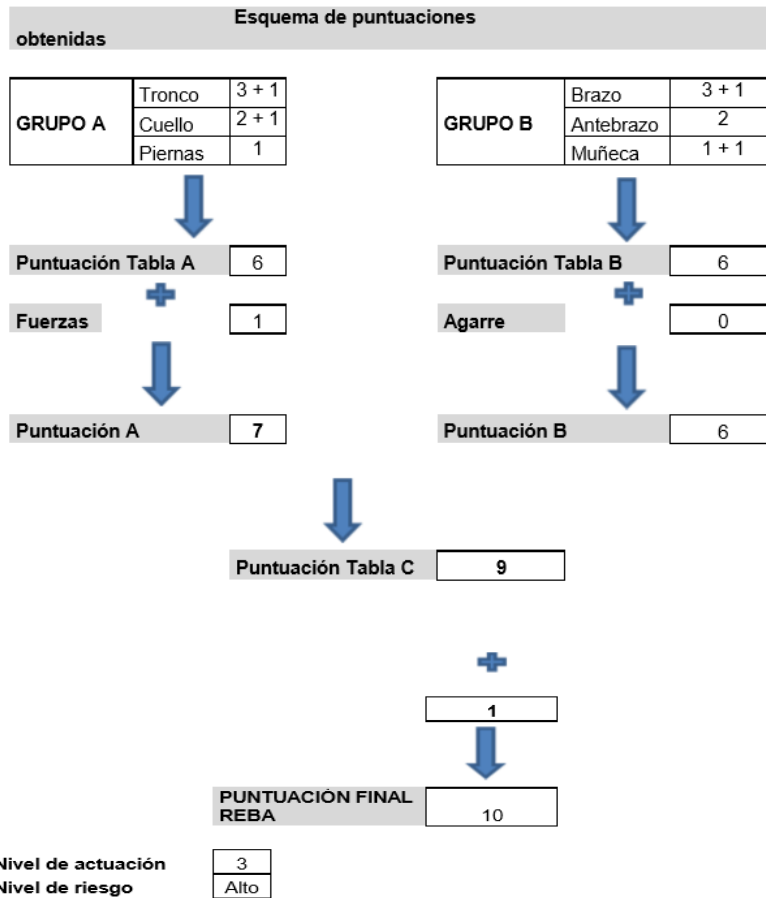 Esquema de puntuaciones
obtenidas
GRUPO A
Tronco 3 + 1
Cuello 2 + 1
Piernas 1
GRUPO B
Brazo 3 + 1
Antebrazo 2
Muñeca 1 + 1
Puntuación Tabla A 6
Puntuación Tabla B 6
Fuerzas 1
Agarre 0
Puntuación A 7
Puntuación B 6
Puntuación Tabla C 9
1
PUNTUACIÓN FINAL
REBA 10
Nivel de actuación 3
Nivel de riesgo Alto